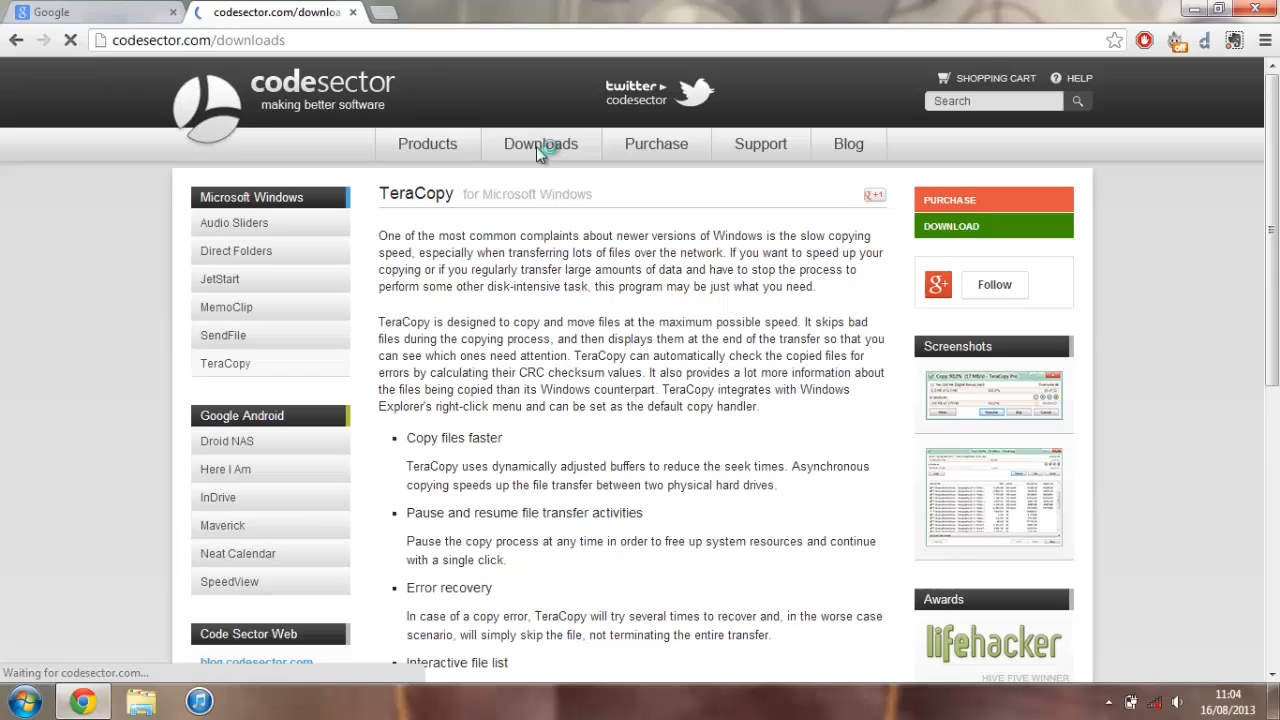 Google
codesector.com/downloa
codesector.com/downloads
off
codesector
making better software
twitter
codesector
SHOPPING CART
HELP
Search
Products
Downloads
Purchase
Support
Blog
Microsoft Windows
Audio Sliders
Direct Folders
JetStart
MemoClip
SendFile
TeraCopy
Google Android
Droid NAS
Here I Am
InDrive
Maverick
Neat Calendar
SpeedView
Code Sector Web
blog.codesector.com
TeraCopy for Microsoft Windows
+1
One of the most common complaints about newer versions of Windows is the slow copying
speed, especially when transferring lots of files over the network. If you want to speed up your
copying or if you regularly transfer large amounts of data and have to stop the process to
perform some other disk-intensive task, this program may be just what you need.
TeraCopy is designed to copy and move files at the maximum possible speed. It skips bad
files during the copying process, and then displays them at the end of the transfer so that you
can see which ones need attention. TeraCopy can automatically check the copied files for
errors by calculating their CRC checksum values. It also provides a lot more information about
the files being copied than its Windows counterpart. TeraCopy integrates with Windows
Explorer's right-click menu and can be set as the default copy handler.
Copy files faster
TeraCopy uses dynamically adjusted buffers to reduce the seek times. Asynchronous
copying speeds up the file transfer between two physical hard drives.
Pause and resume file transfer activities
Pause the copy process at any time in order to free up system resources and continue
with a single click.
Error recovery
In case of a copy error, TeraCopy will try several times to recover and, in the worse case
scenario, will simply skip the file, not terminating the entire transfer.
Interactive file list
PURCHASE
DOWNLOAD
g+
Follow
Screenshots
Awards
lifehacker
HIVE FIVE WINNER
Waiting for codesector.com...
11:04
16/08/2013